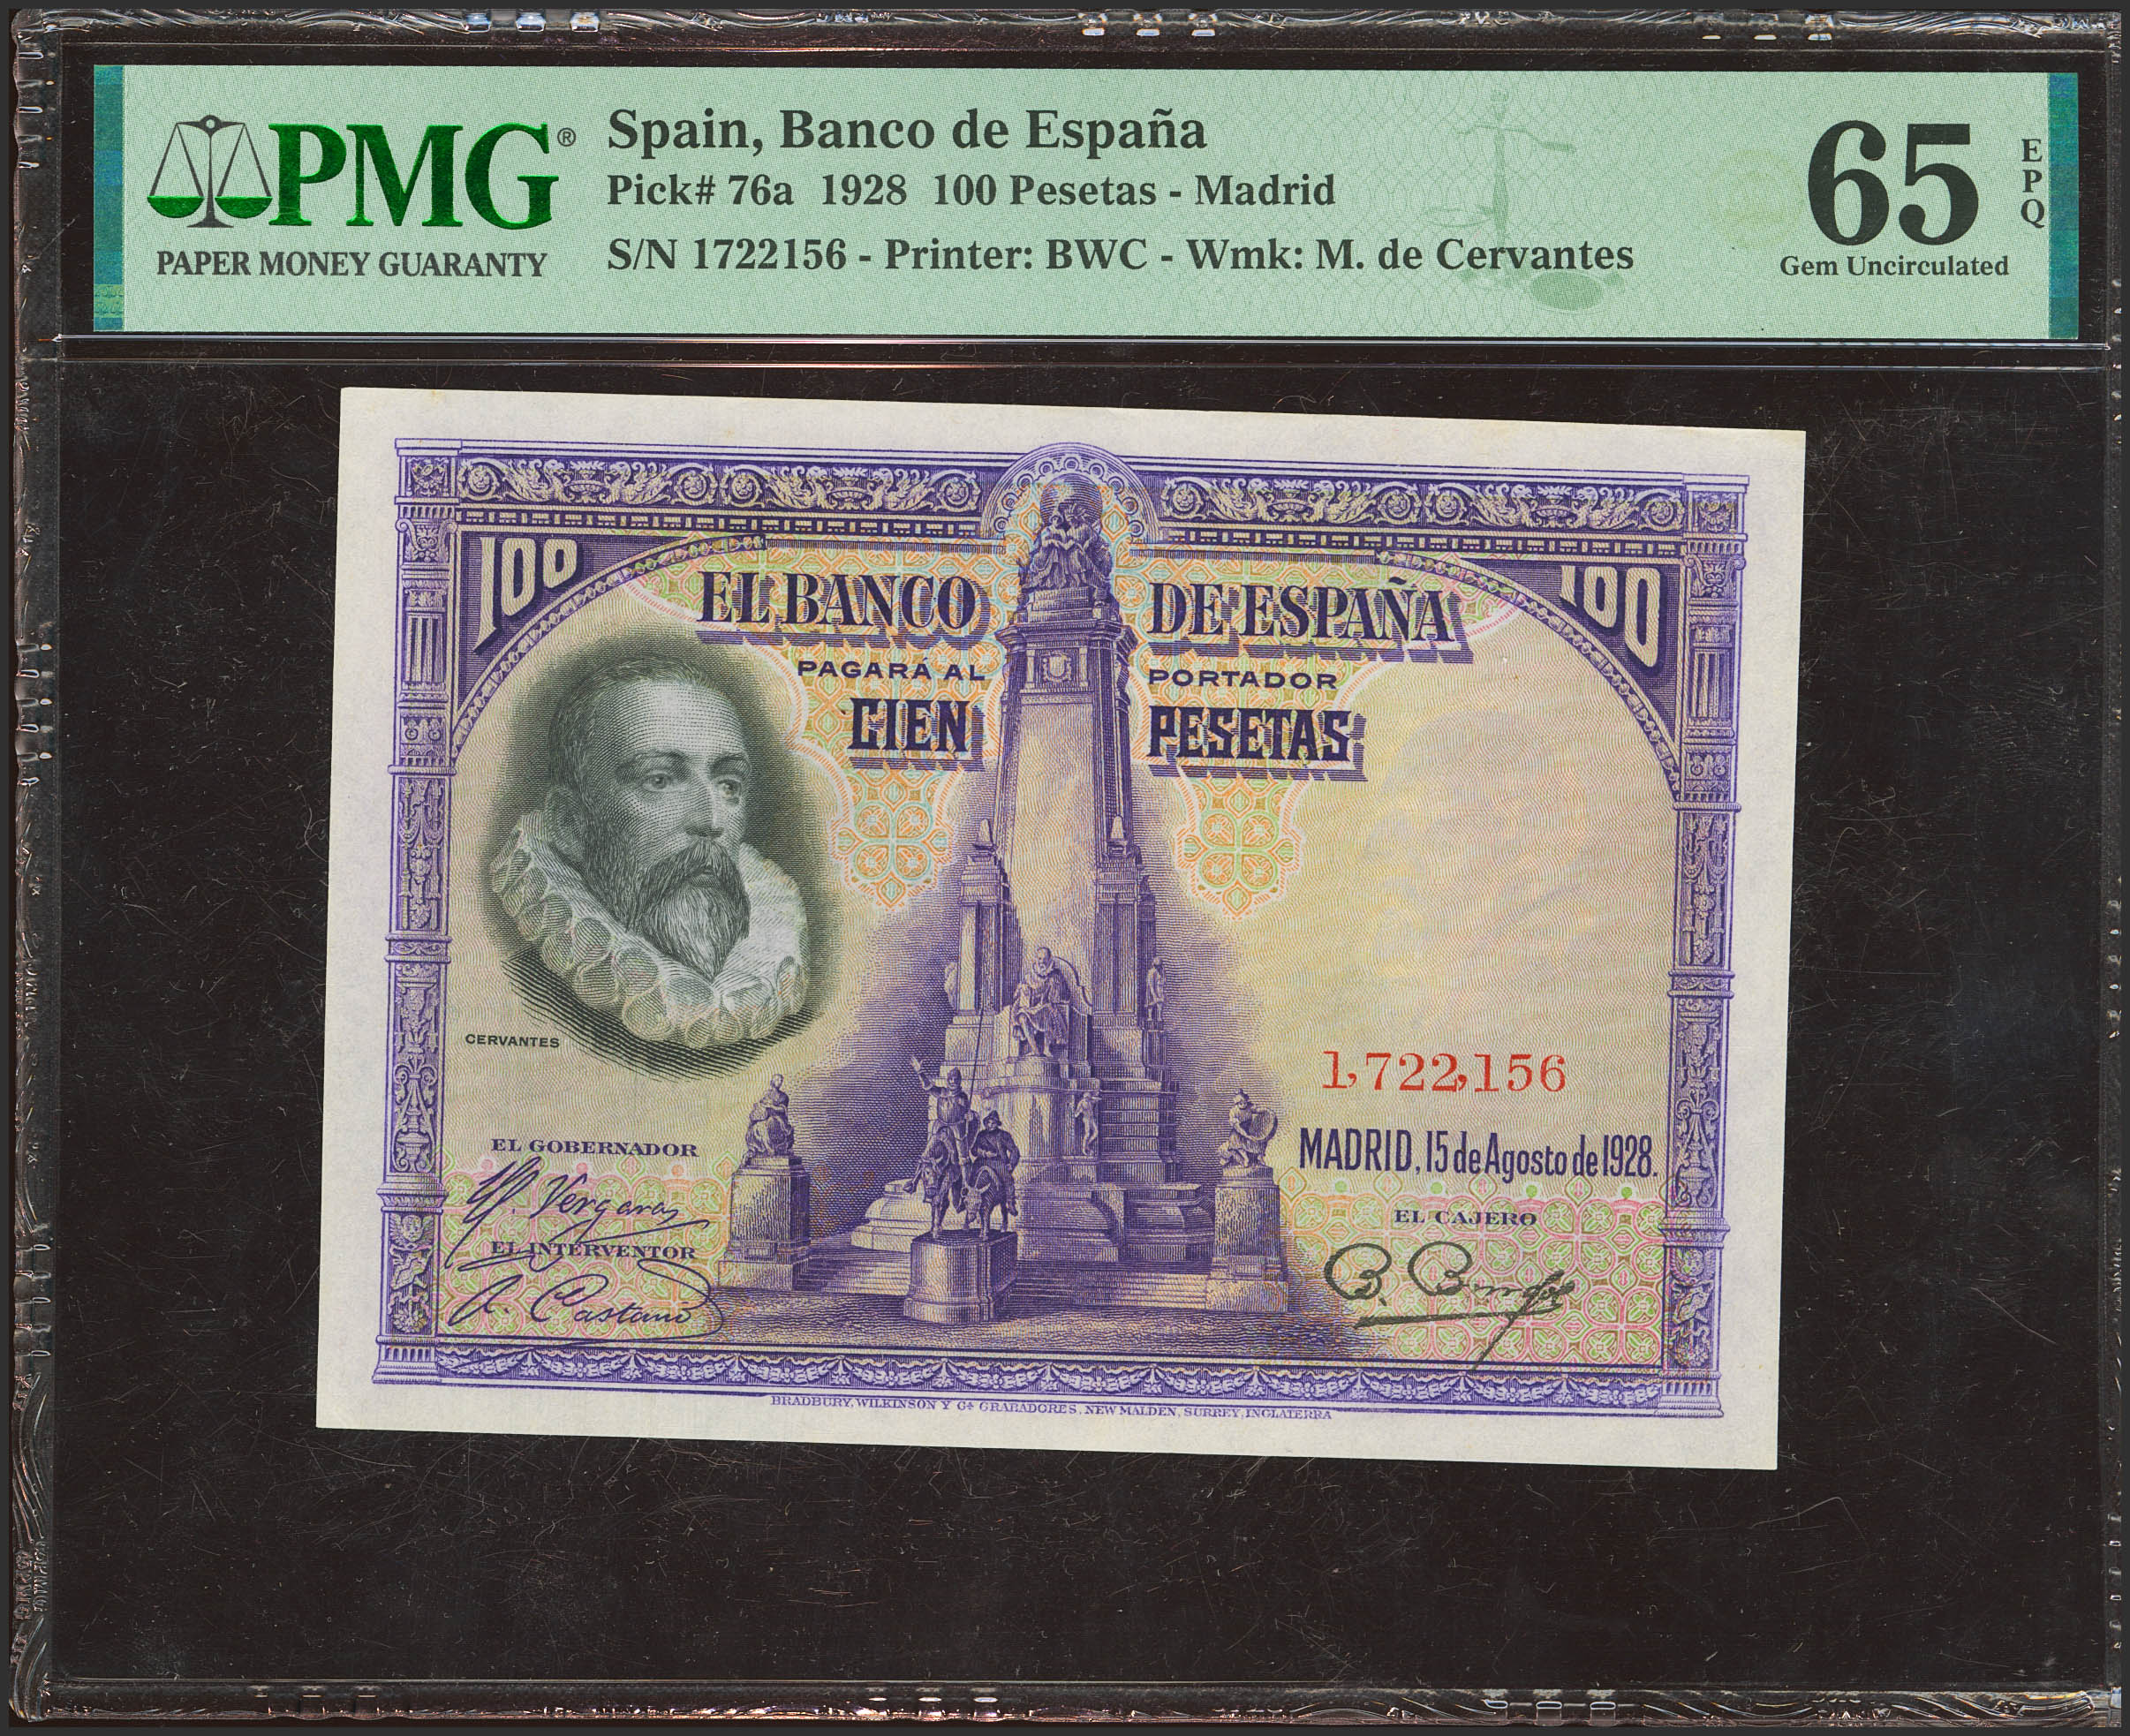 PMG®
PAPER MONEY GUARANTY
Spain, Banco de España
Pick# 76a 1928 100 Pesetas - Madrid
S/N 1722156 - Printer: BWC - Wmk: M. de Cervantes
65
EPQ
Gem Uncirculated
100
100
EL BANCO DE ESPAÑA
PAGARÁ AL PORTADOR
CIEN PESETAS
CERVANTES
1,722,156
MADRID, 15 de Agosto de 1928.
EL GOBERNADOR
Vergaras
EL INTERVENTOR
A. Castaño
EL CAJERO
BRADBURY, WILKINSON Y Cª GRABADORES, NEW MALDEN, SURREY, INGLATERRA